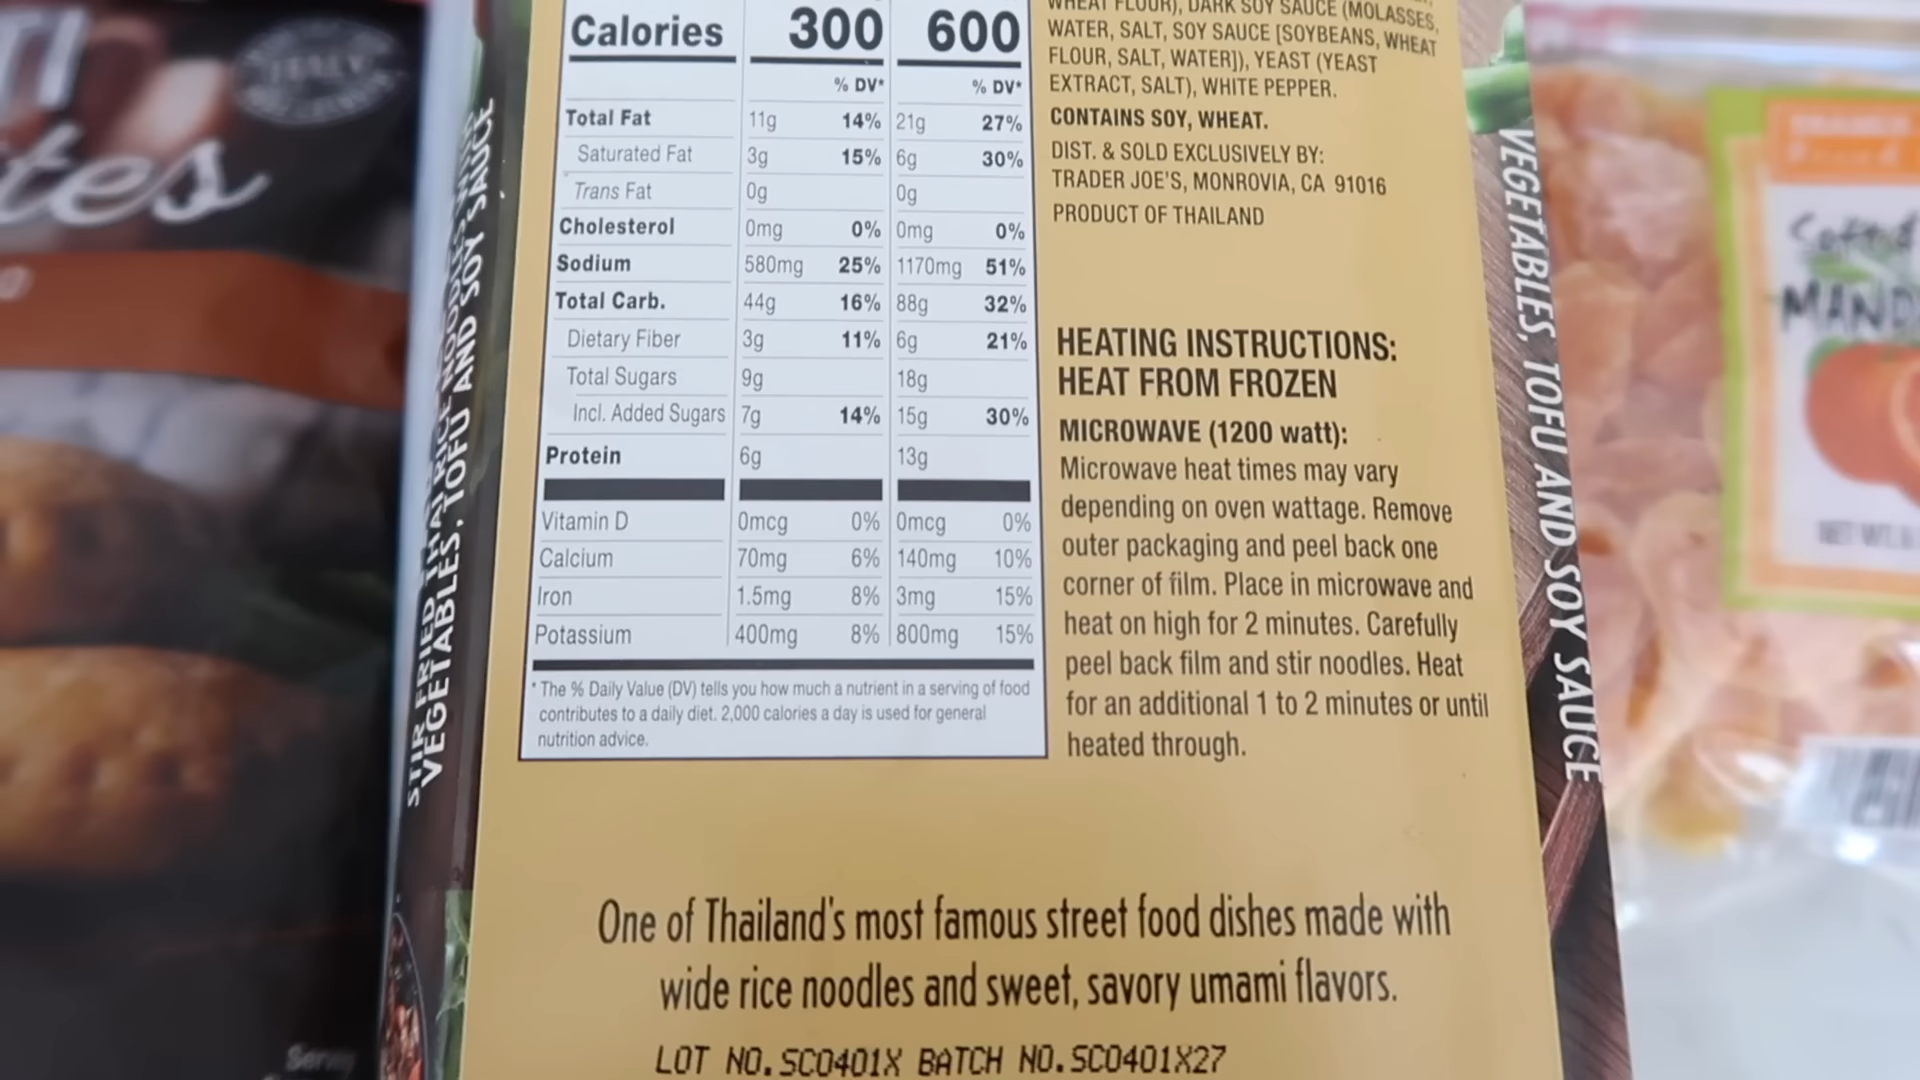 Calories 300 600
% DV* % DV*
Total Fat 11g 14% 21g 27%
Saturated Fat 3g 15% 6g 30%
Trans Fat 0g 0g
Cholesterol 0mg 0% 0mg 0%
Sodium 580mg 25% 1170mg 51%
Total Carb. 44g 16% 88g 32%
Dietary Fiber 3g 11% 6g 21%
Total Sugars 9g 18g
Incl. Added Sugars 7g 14% 15g 30%
Protein 6g 13g
Vitamin D 0mcg 0% 0mcg 0%
Calcium 70mg 6% 140mg 10%
Iron 1.5mg 8% 3mg 15%
Potassium 400mg 8% 800mg 15%
* The % Daily Value (DV) tells you how much a nutrient in a serving of food
contributes to a daily diet. 2,000 calories a day is used for general
nutrition advice.
WHEAT FLOUR), DARK SOY SAUCE (MOLASSES,
WATER, SALT, SOY SAUCE [SOYBEANS, WHEAT
FLOUR, SALT, WATER]), YEAST (YEAST
EXTRACT, SALT), WHITE PEPPER.
CONTAINS SOY, WHEAT.
DIST. & SOLD EXCLUSIVELY BY:
TRADER JOE'S, MONROVIA, CA 91016
PRODUCT OF THAILAND
HEATING INSTRUCTIONS:
HEAT FROM FROZEN
MICROWAVE (1200 watt):
Microwave heat times may vary
depending on oven wattage. Remove
outer packaging and peel back one
corner of film. Place in microwave and
heat on high for 2 minutes. Carefully
peel back film and stir noodles. Heat
for an additional 1 to 2 minutes or until
heated through.
One of Thailand's most famous street food dishes made with
wide rice noodles and sweet, savory umami flavors.
LOT NO.SC0401X BATCH NO.SC0401X27
STIR FRIED THAI RICE NOODLES WITH
VEGETABLES, TOFU AND SOY SAUCE
VEGETABLES, TOFU AND SOY SAUCE
tes
ITALY
MAND